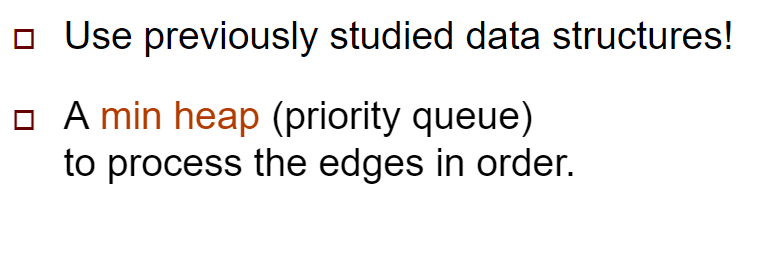 Use previously studied data structures!
A min heap (priority queue)
to process the edges in order.